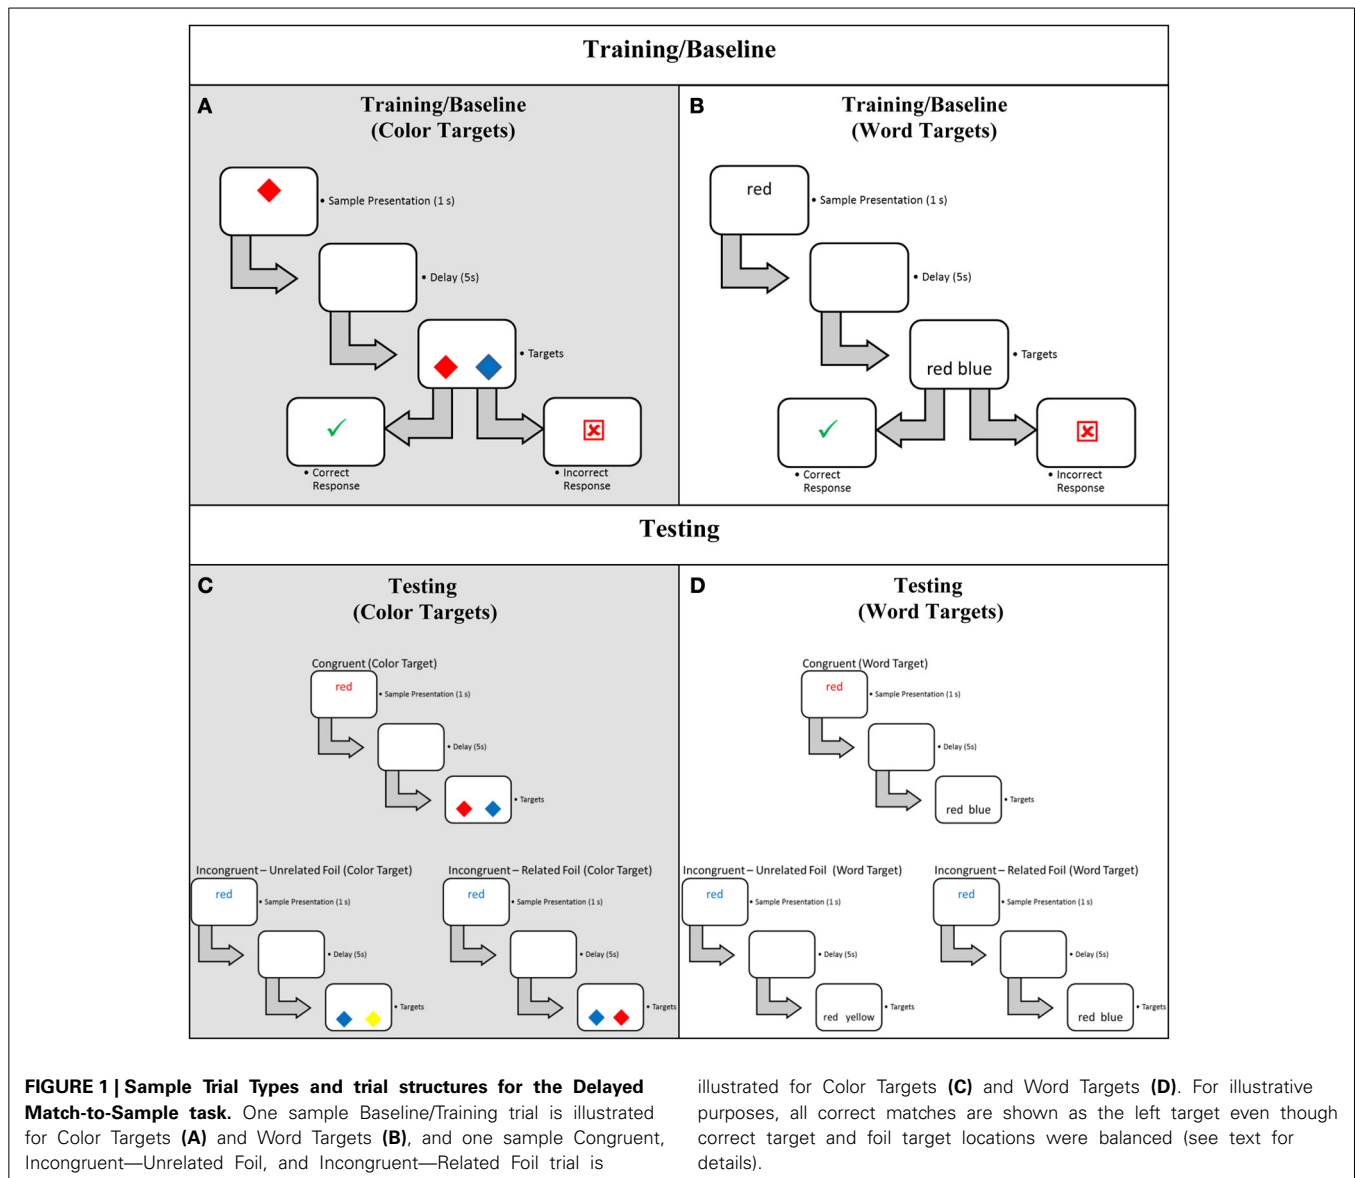 Training/Baseline
A
Training/Baseline
(Color Targets)
• Sample Presentation (1 s)
• Delay (5s)
• Targets
✓
• Correct
Response
• Incorrect
Response
B
Training/Baseline
(Word Targets)
red
• Sample Presentation (1 s)
• Delay (5s)
red blue
• Targets
✓
• Correct
Response
• Incorrect
Response
Testing
C
Testing
(Color Targets)
Congruent (Color Target)
red
• Sample Presentation (1 s)
• Delay (5s)
• Targets
Incongruent – Unrelated Foil (Color Target)
red
• Sample Presentation (1 s)
• Delay (5s)
• Targets
Incongruent – Related Foil (Color Target)
red
• Sample Presentation (1 s)
• Delay (5s)
• Targets
D
Testing
(Word Targets)
Congruent (Word Target)
red
• Sample Presentation (1 s)
• Delay (5s)
red blue
• Targets
Incongruent – Unrelated Foil (Word Target)
red
• Sample Presentation (1 s)
• Delay (5s)
red yellow
• Targets
Incongruent – Related Foil (Word Target)
red
• Sample Presentation (1 s)
• Delay (5s)
red blue
• Targets
FIGURE 1 | Sample Trial Types and trial structures for the Delayed
Match-to-Sample task. One sample Baseline/Training trial is illustrated
for Color Targets (A) and Word Targets (B), and one sample Congruent,
Incongruent—Unrelated Foil, and Incongruent—Related Foil trial is
illustrated for Color Targets (C) and Word Targets (D). For illustrative
purposes, all correct matches are shown as the left target even though
correct target and foil target locations were balanced (see text for
details).